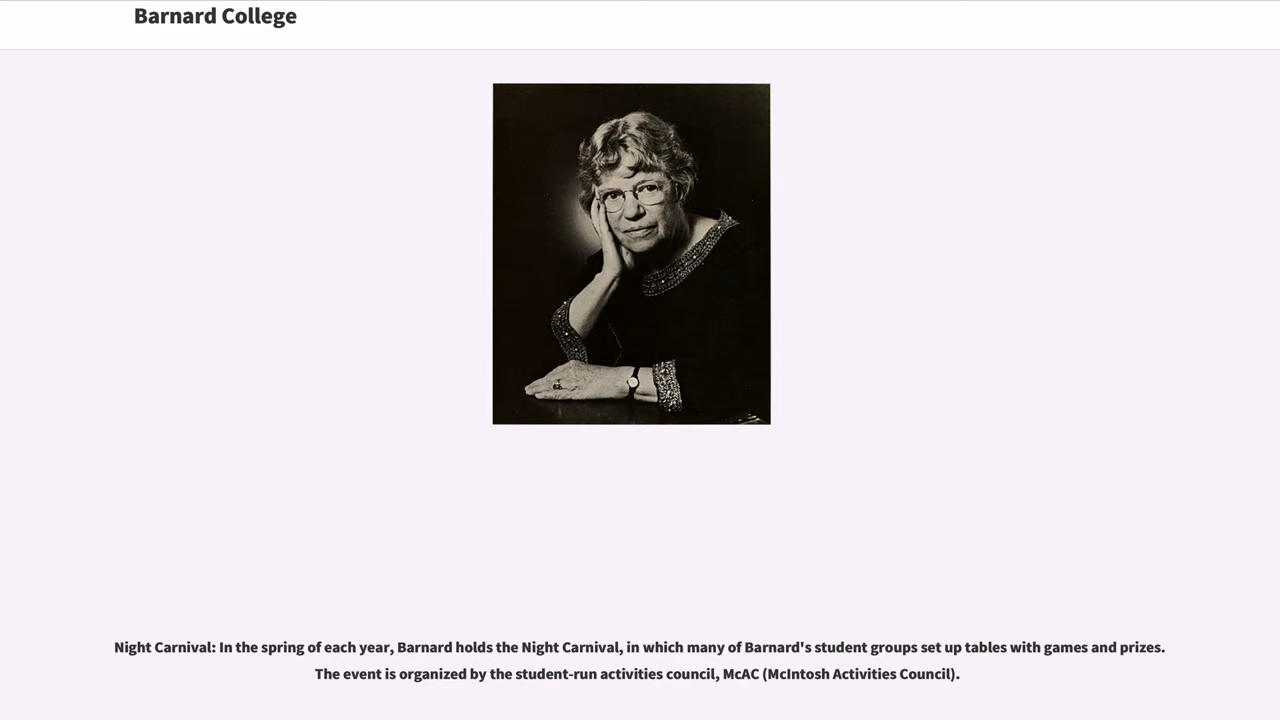 Barnard College
Night Carnival: In the spring of each year, Barnard holds the Night Carnival, in which many of Barnard's student groups set up tables with games and prizes.
The event is organized by the student-run activities council, McAC (McIntosh Activities Council).